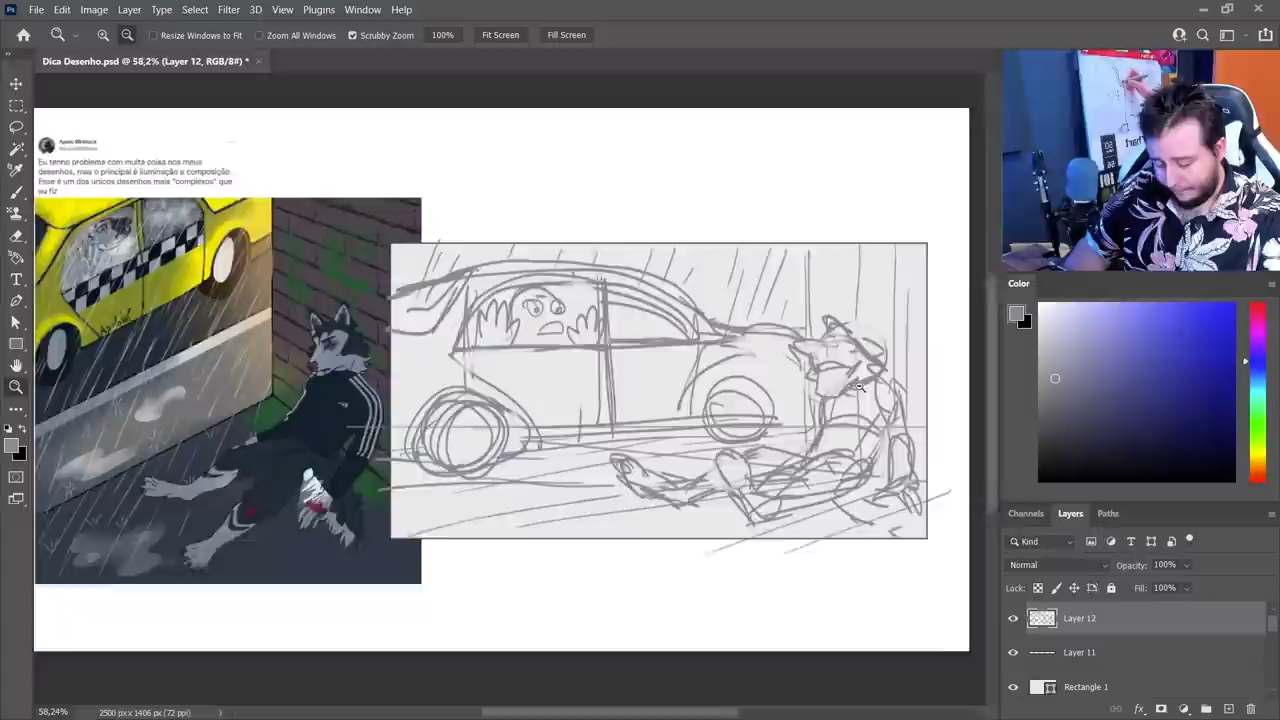 File Edit Image Layer Type Select Filter 3D View Plugins Window Help
Resize Windows to Fit Zoom All Windows Scrubby Zoom 100% Fit Screen Fill Screen
Dica Desenho.psd @ 58,2% (Layer 12, RGB/8#) *
Eu tenho problema com muita coisa nos meus
desenhos, mas o principal é iluminação e composição.
Esse é um dos unicos desenhos mais "complexos" que
eu fiz
Color
Channels Layers Paths
Kind
Normal Opacity: 100%
Lock: Fill: 100%
Layer 12
Layer 11
Rectangle 1
58,24% 2500 px x 1406 px (72 ppi)